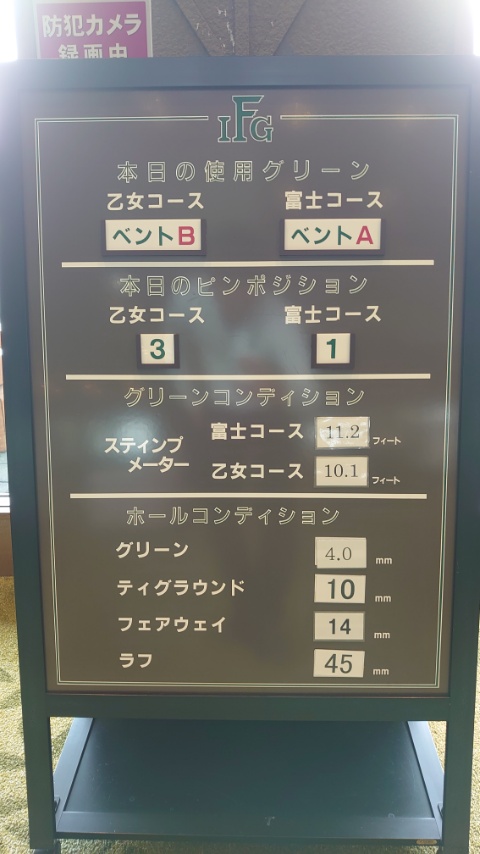 防犯カメラ
録画中
IFG
本日の使用グリーン
乙女コース 富士コース
ベントB ベントA
本日のピンポジション
乙女コース 富士コース
3 1
グリーンコンディション
スティンプメーター
富士コース 11.2 フィート
乙女コース 10.1 フィート
ホールコンディション
グリーン 4.0 mm
ティグラウンド 10 mm
フェアウェイ 14 mm
ラフ 45 mm